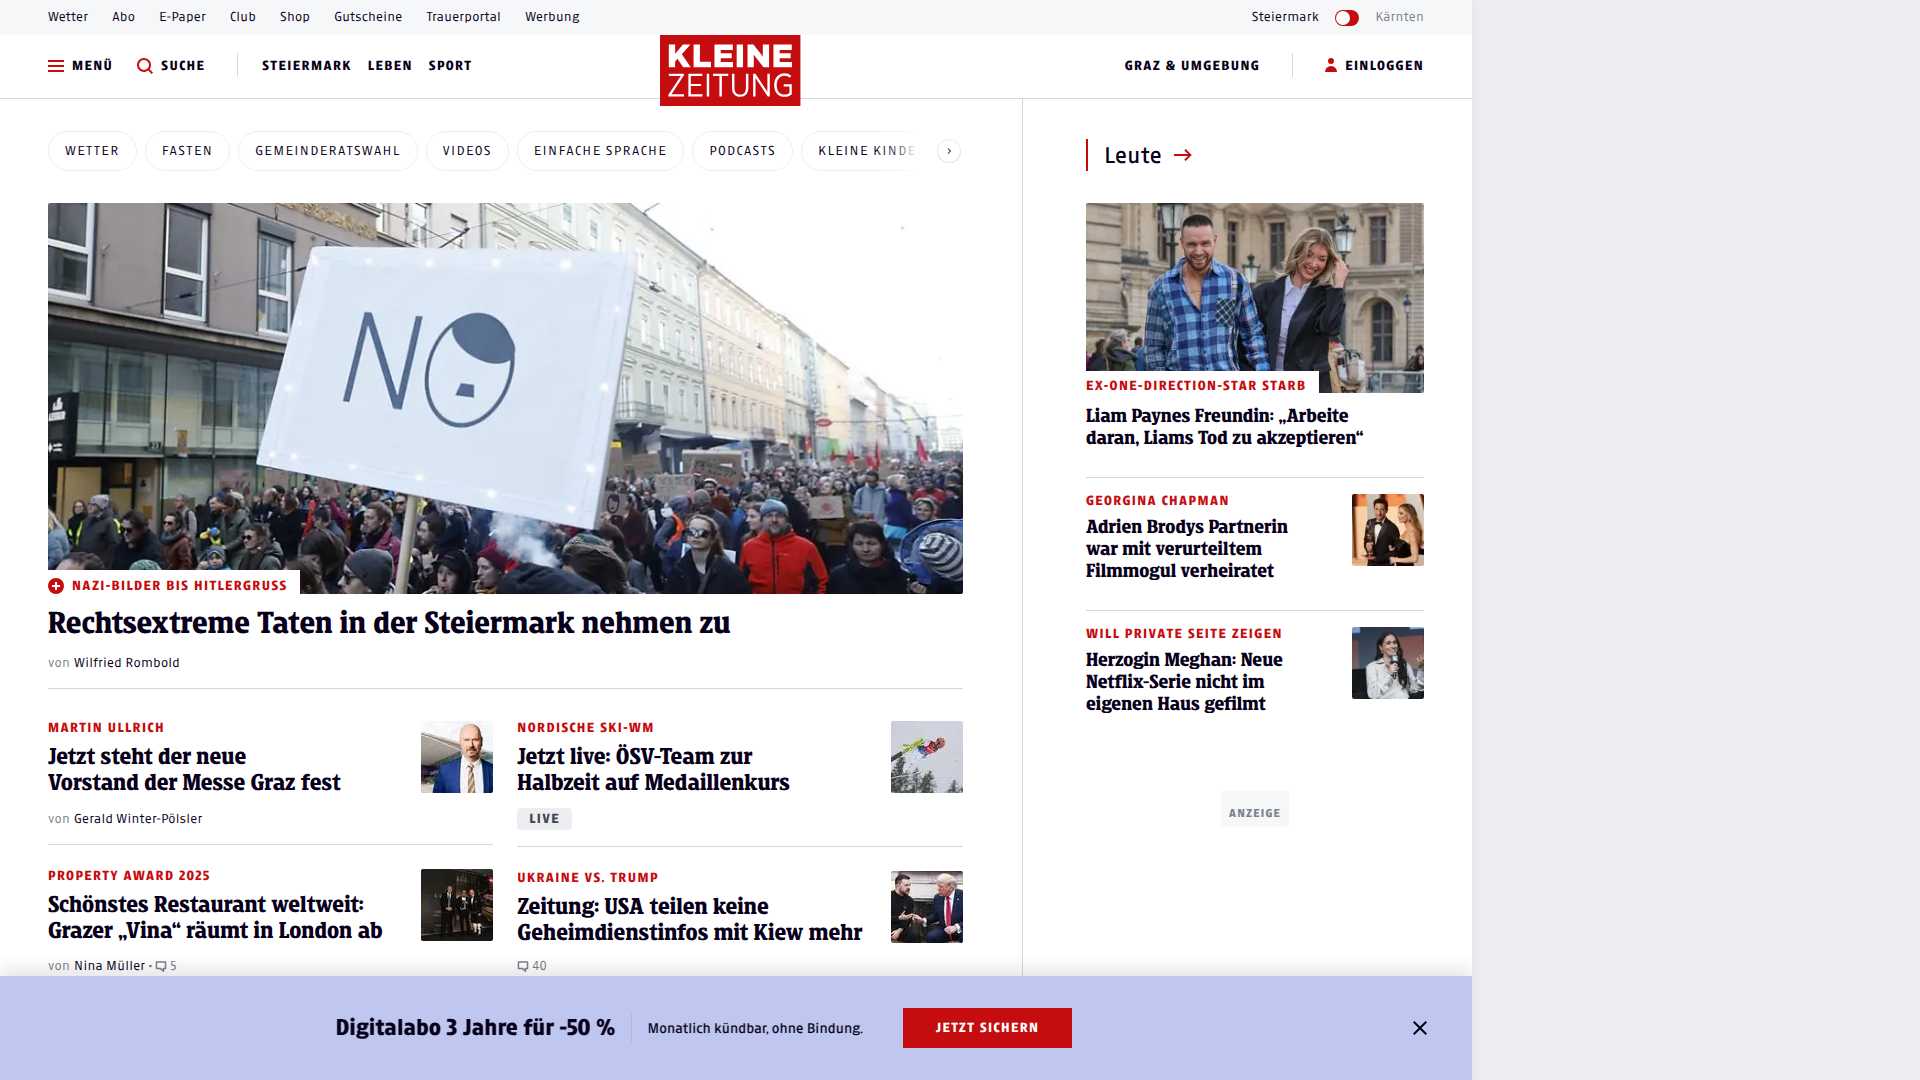 Wetter Abo E-Paper Club Shop Gutscheine Trauerportal Werbung Steiermark Kärnten
MENÜ SUCHE STEIERMARK LEBEN SPORT KLEINE ZEITUNG GRAZ & UMGEBUNG EINLOGGEN
WETTER FASTEN GEMEINDERATSWAHL VIDEOS EINFACHE SPRACHE PODCASTS KLEINE KINDE
NO
NAZI-BILDER BIS HITLERGRUSS
Rechtsextreme Taten in der Steiermark nehmen zu
von Wilfried Rombold
MARTIN ULLRICH
Jetzt steht der neue
Vorstand der Messe Graz fest
von Gerald Winter-Pölsler
NORDISCHE SKI-WM
Jetzt live: ÖSV-Team zur
Halbzeit auf Medaillenkurs
LIVE
PROPERTY AWARD 2025
Schönstes Restaurant weltweit:
Grazer „Vina“ räumt in London ab
von Nina Müller • 5
UKRAINE VS. TRUMP
Zeitung: USA teilen keine
Geheimdienstinfos mit Kiew mehr
40
Leute
EX-ONE-DIRECTION-STAR STARB
Liam Paynes Freundin: „Arbeite
daran, Liams Tod zu akzeptieren“
GEORGINA CHAPMAN
Adrien Brodys Partnerin
war mit verurteiltem
Filmmogul verheiratet
WILL PRIVATE SEITE ZEIGEN
Herzogin Meghan: Neue
Netflix-Serie nicht im
eigenen Haus gefilmt
ANZEIGE
Digitalabo 3 Jahre für -50 % Monatlich kündbar, ohne Bindung. JETZT SICHERN